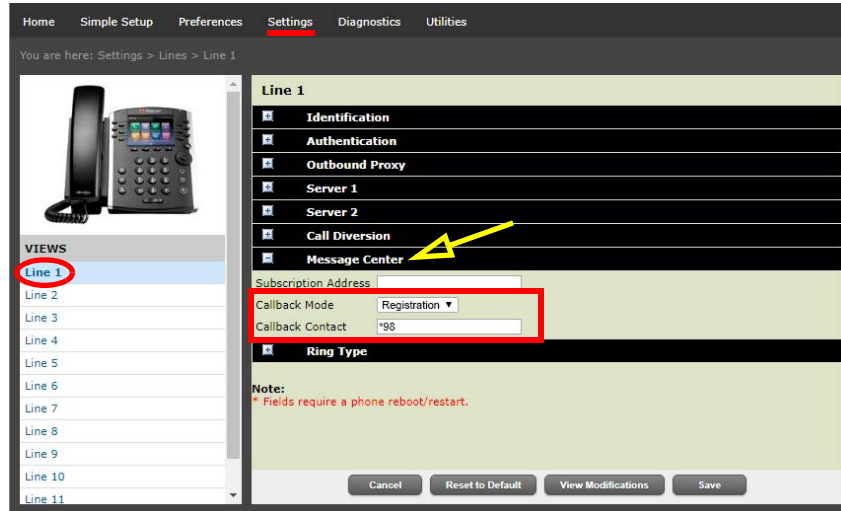 Home Simple Setup Preferences Settings Diagnostics Utilities
You are here: Settings > Lines > Line 1
VIEWS
Line 1
Line 2
Line 3
Line 4
Line 5
Line 6
Line 7
Line 8
Line 9
Line 10
Line 11
Line 1
Identification
Authentication
Outbound Proxy
Server 1
Server 2
Call Diversion
Message Center
Subscription Address
Callback Mode Registration
Callback Contact *98
Ring Type
Note:
* Fields require a phone reboot/restart.
Cancel Reset to Default View Modifications Save